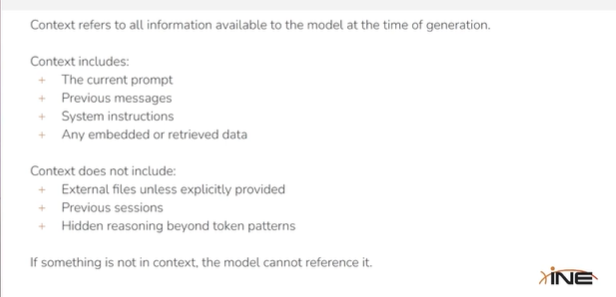 Context refers to all information available to the model at the time of generation.
Context includes:
+ The current prompt
+ Previous messages
+ System instructions
+ Any embedded or retrieved data
Context does not include:
+ External files unless explicitly provided
+ Previous sessions
+ Hidden reasoning beyond token patterns
If something is not in context, the model cannot reference it.
INE